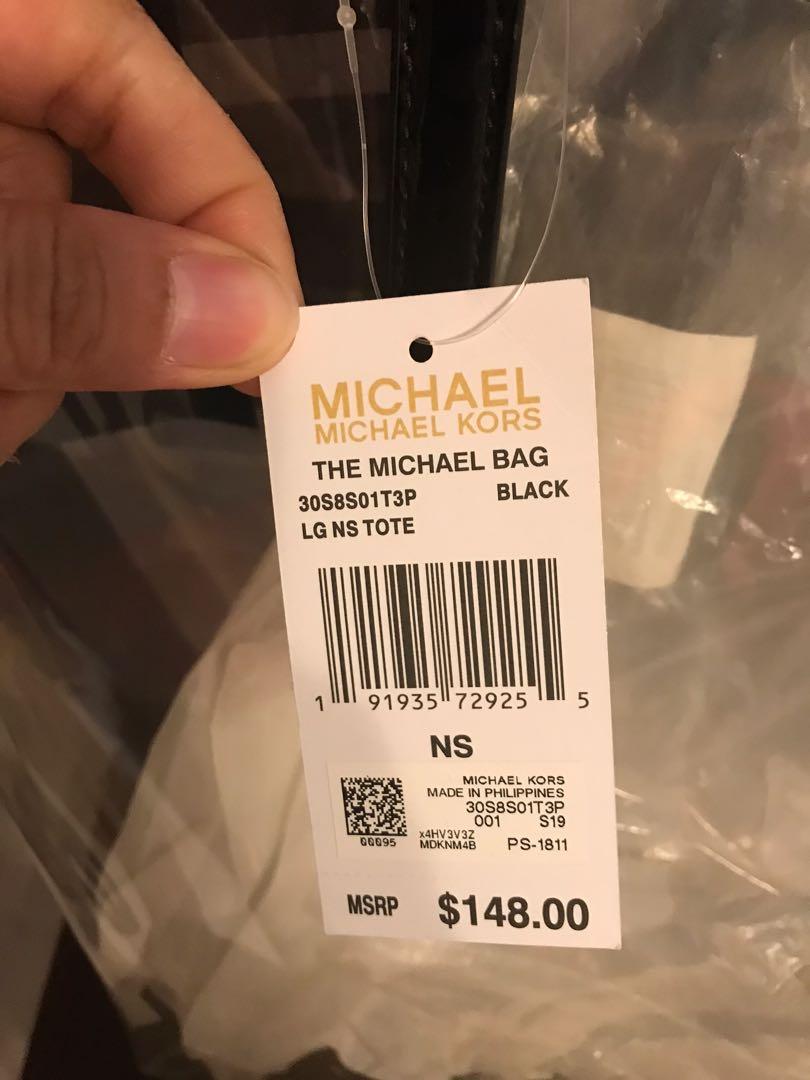 MICHAEL
MICHAEL KORS
THE MICHAEL BAG
30S8S01T3P BLACK
LG NS TOTE
1 91935 72925 5
NS
MICHAEL KORS
MADE IN PHILIPPINES
30S8S01T3P
001 S19
x4HV3V3Z
00095 MDKNM4B PS-1811
MSRP $148.00